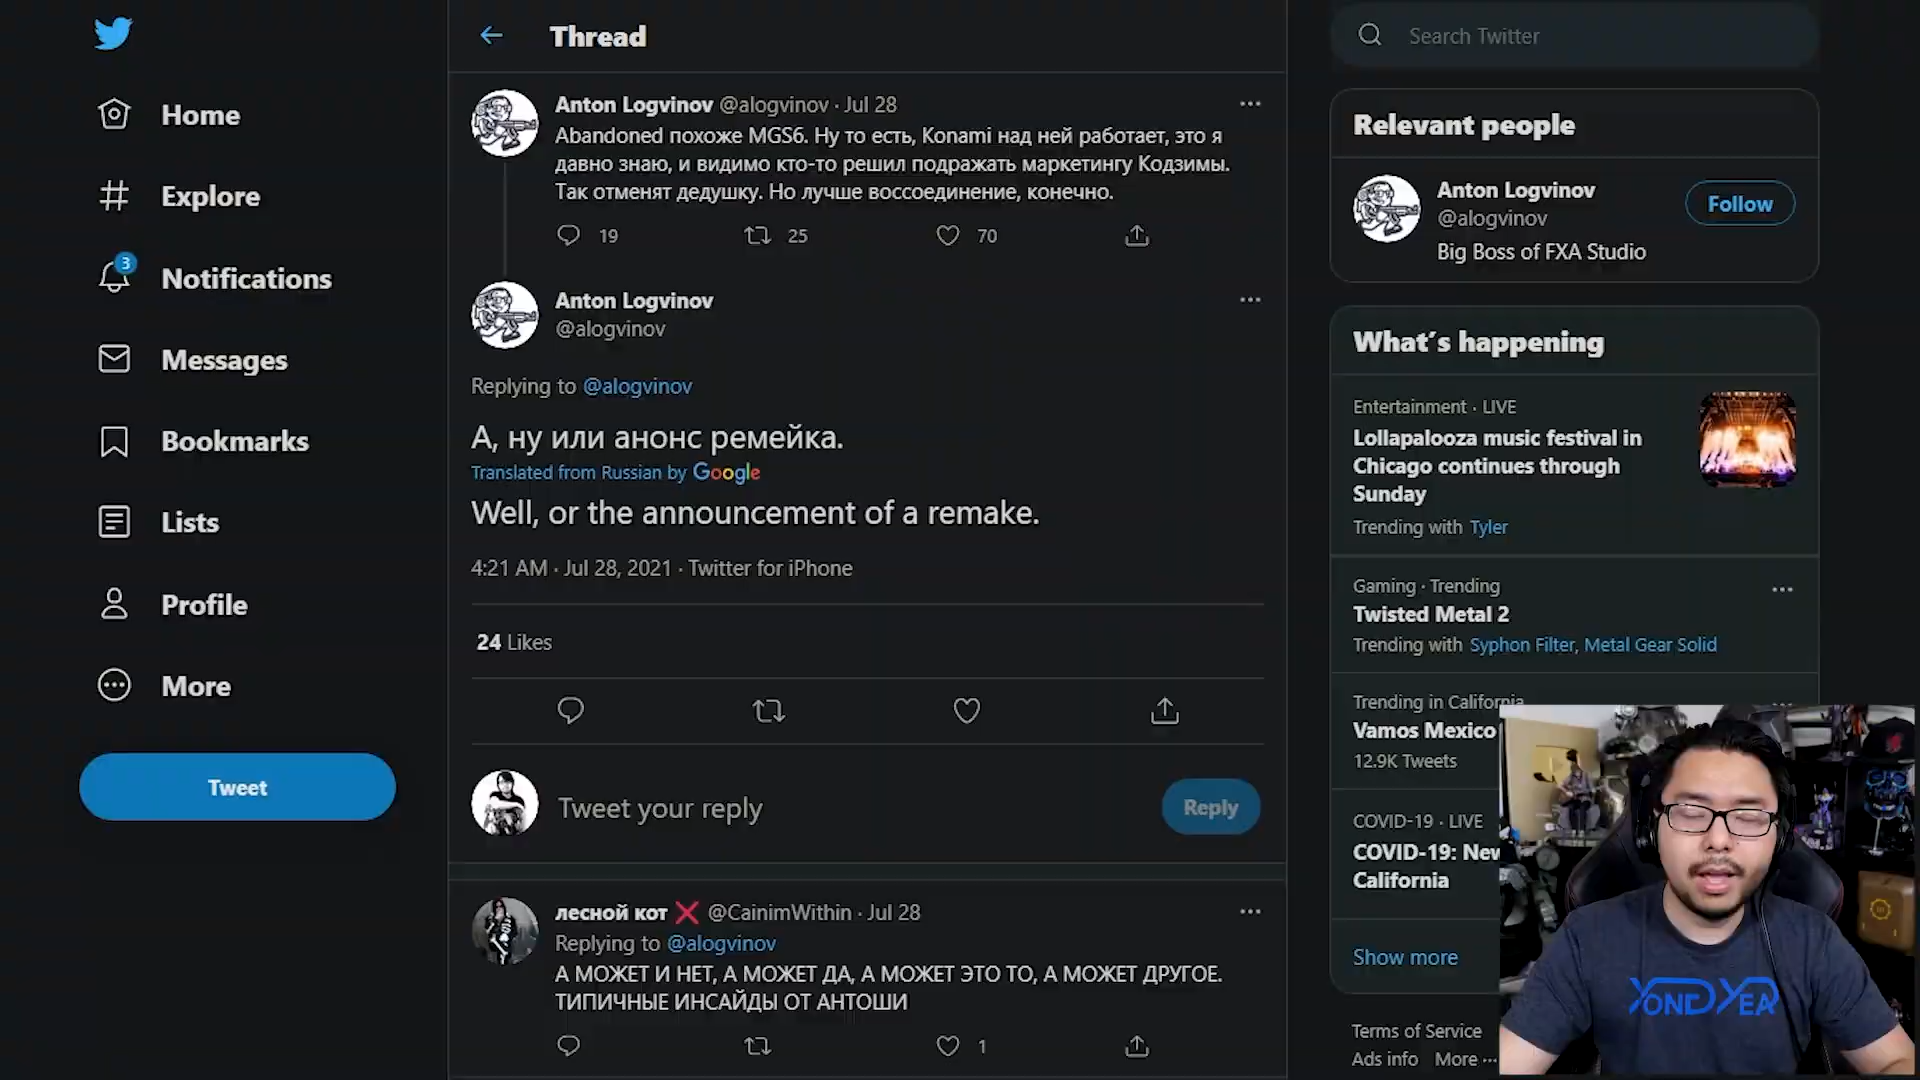 Home
Explore
3
Notifications
Messages
Bookmarks
Lists
Profile
More
Tweet
Thread
Anton Logvinov @alogvinov · Jul 28
Abandoned похоже MGS6. Ну то есть, Konami над ней работает, это я
давно знаю, и видимо кто-то решил подражать маркетингу Кодзимы.
Так отменят дедушку. Но лучше воссоединение, конечно.
19 25 70
Anton Logvinov
@alogvinov
Replying to @alogvinov
А, ну или анонс ремейка.
Translated from Russian by Google
Well, or the announcement of a remake.
4:21 AM · Jul 28, 2021 · Twitter for iPhone
24 Likes
Tweet your reply
Reply
лесной кот ❌ @CainimWithin · Jul 28
Replying to @alogvinov
А МОЖЕТ И НЕТ, А МОЖЕТ ДА, А МОЖЕТ ЭТО ТО, А МОЖЕТ ДРУГОЕ.
ТИПИЧНЫЕ ИНСАЙДЫ ОТ АНТОШИ
1
Search Twitter
Relevant people
Anton Logvinov
@alogvinov
Follow
Big Boss of FXA Studio
What's happening
Entertainment · LIVE
Lollapalooza music festival in
Chicago continues through
Sunday
Trending with Tyler
Gaming · Trending
Twisted Metal 2
Trending with Syphon Filter, Metal Gear Solid
Trending in California
Vamos Mexico
12.9K Tweets
COVID-19 · LIVE
COVID-19: New
California
Show more
Terms of Service
Ads info More ···
YONGYEA